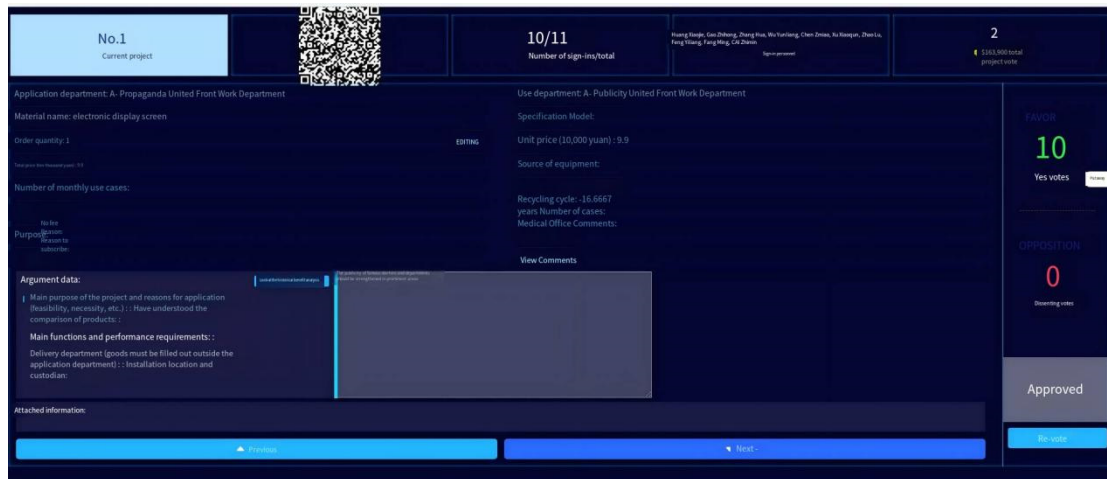 No.1
Current project
10/11
Number of sign-ins/total
Huang Xiaojie, Gao Zhihong, Zheng Hua, Wu Yunliang, Chen Zmiao, Xu Xiaoqun, Zhao Lu,
Fang Yiliang, Fang Ming, CAI Zhimin
Sign-in personnel
2
$163,900 total
project vote
Application department: A- Propaganda United Front Work Department
Material name: electronic display screen
Order quantity: 1
EDITING
Number of monthly use cases:
No fee
Reason:
Purpose:
Reason to
subscribe:
Use department: A- Publicity United Front Work Department
Specification Model:
Unit price (10,000 yuan) : 9.9
Source of equipment:
Recycling cycle: -16.6667
years Number of cases:
Medical Office Comments:
View Comments
FAVOR
10
Yes votes
OPPOSITION
0
Dissenting votes
Approved
Re-vote
Argument data:
Main purpose of the project and reasons for application
(feasibility, necessity, etc.) : : Have understood the
comparison of products: :
Main functions and performance requirements: :
Delivery department (goods must be filled out outside the
application department) : : Installation location and
custodian:
Attached information:
Previous
Next -